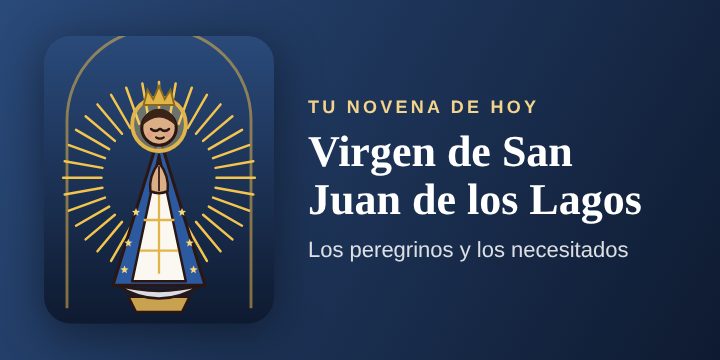 TU NOVENA DE HOY
Virgen de San
Juan de los Lagos
Los peregrinos y los necesitados